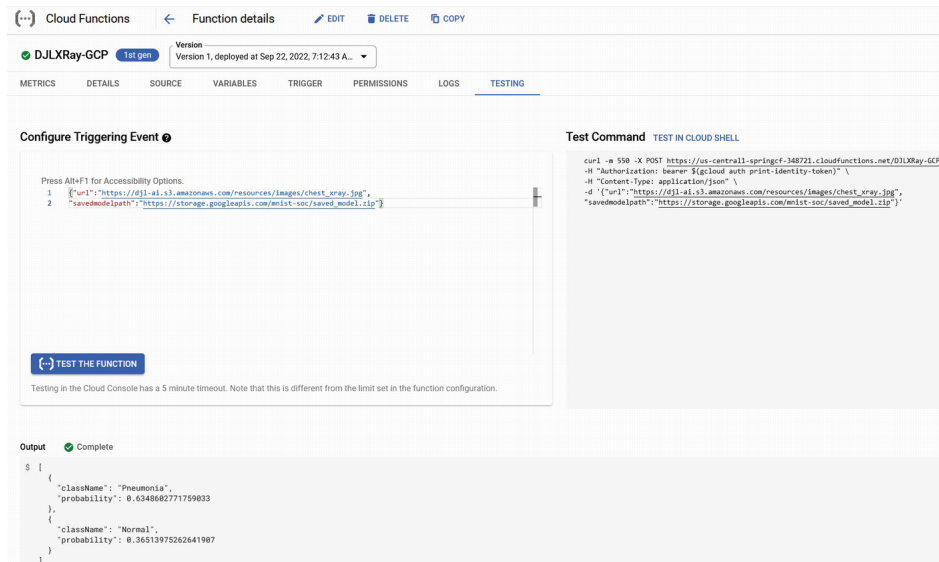 Cloud Functions
Function details
EDIT
DELETE
COPY
DJLXRay-GCP
1st gen
Version
Version 1, deployed at Sep 22, 2022, 7:12:43 A...
METRICS
DETAILS
SOURCE
VARIABLES
TRIGGER
PERMISSIONS
LOGS
TESTING
Configure Triggering Event
Press Alt+F1 for Accessibility Options.
1 {"url":"https://djl-ai.s3.amazonaws.com/resources/images/chest_xray.jpg",
2 "savedmodelpath":"https://storage.googleapis.com/mnist-soc/saved_model.zip"}
TEST THE FUNCTION
Testing in the Cloud Console has a 5 minute timeout. Note that this is different from the limit set in the function configuration.
Test Command
TEST IN CLOUD SHELL
curl -m 550 -X POST https://us-central1-springcf-348721.cloudfunctions.net/DJLXRay-GCP
-H "Authorization: bearer $(gcloud auth print-identity-token)" \
-H "Content-Type: application/json" \
-d '{"url":"https://djl-ai.s3.amazonaws.com/resources/images/chest_xray.jpg",
"savedmodelpath":"https://storage.googleapis.com/mnist-soc/saved_model.zip"}'
Output
Complete
$ [
{
"className": "Pneumonia",
"probability": 0.6348602771759033
},
{
"className": "Normal",
"probability": 0.36513975262641907
}
]